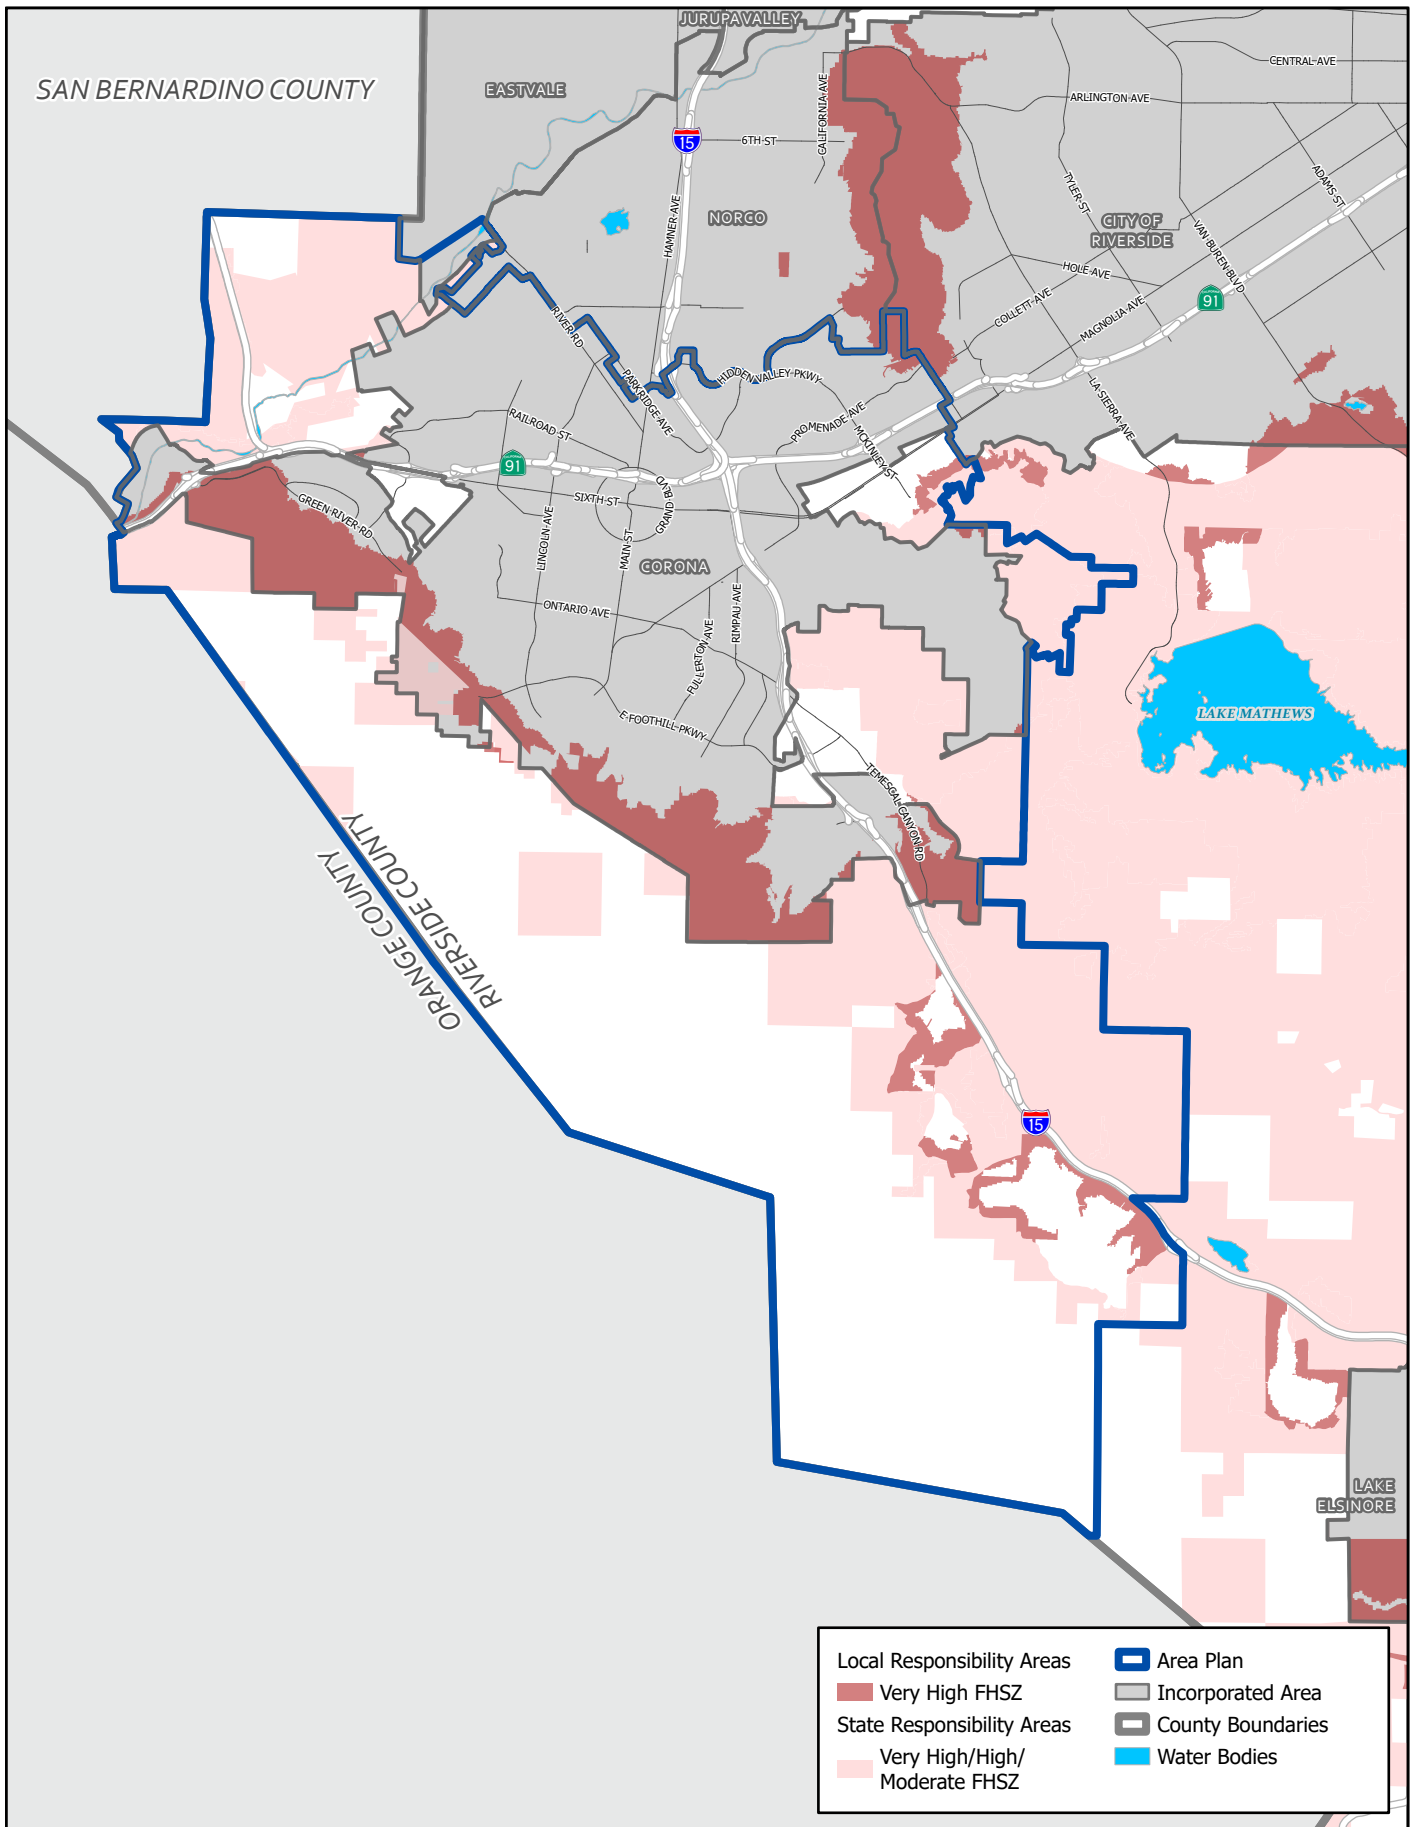 JURUPA VALLEY
SAN BERNARDINO COUNTY
EASTVALE
CENTRAL AVE
ARLINGTON AVE
CALIFORNIA AVE
15
6TH ST
TYLER ST
ADAMS ST
HAMNER AVE
NORCO
CITY OF
RIVERSIDE
VAN BUREN BLVD
HOLE AVE
COLLETT AVE
MAGNOLIA AVE
91
RIVER RD
PARKRIDGE AVE
HIDDEN VALLEY PKWY
LA SIERRA AVE
RAILROAD ST
PROMENADE AVE
MCKINLEY ST
91
GREEN RIVER RD
SIXTH ST
GRAND BLVD
LINCOLN AVE
MAIN ST
CORONA
ONTARIO AVE
FULLERTON AVE
RIMPAU AVE
E FOOTHILL PKWY
LAKE MATHEWS
TEMESCAL CANYON RD
RIVERSIDE COUNTY
ORANGE COUNTY
15
LAKE
ELSINORE
Local Responsibility Areas
Very High FHSZ
State Responsibility Areas
Very High/High/
Moderate FHSZ
Area Plan
Incorporated Area
County Boundaries
Water Bodies